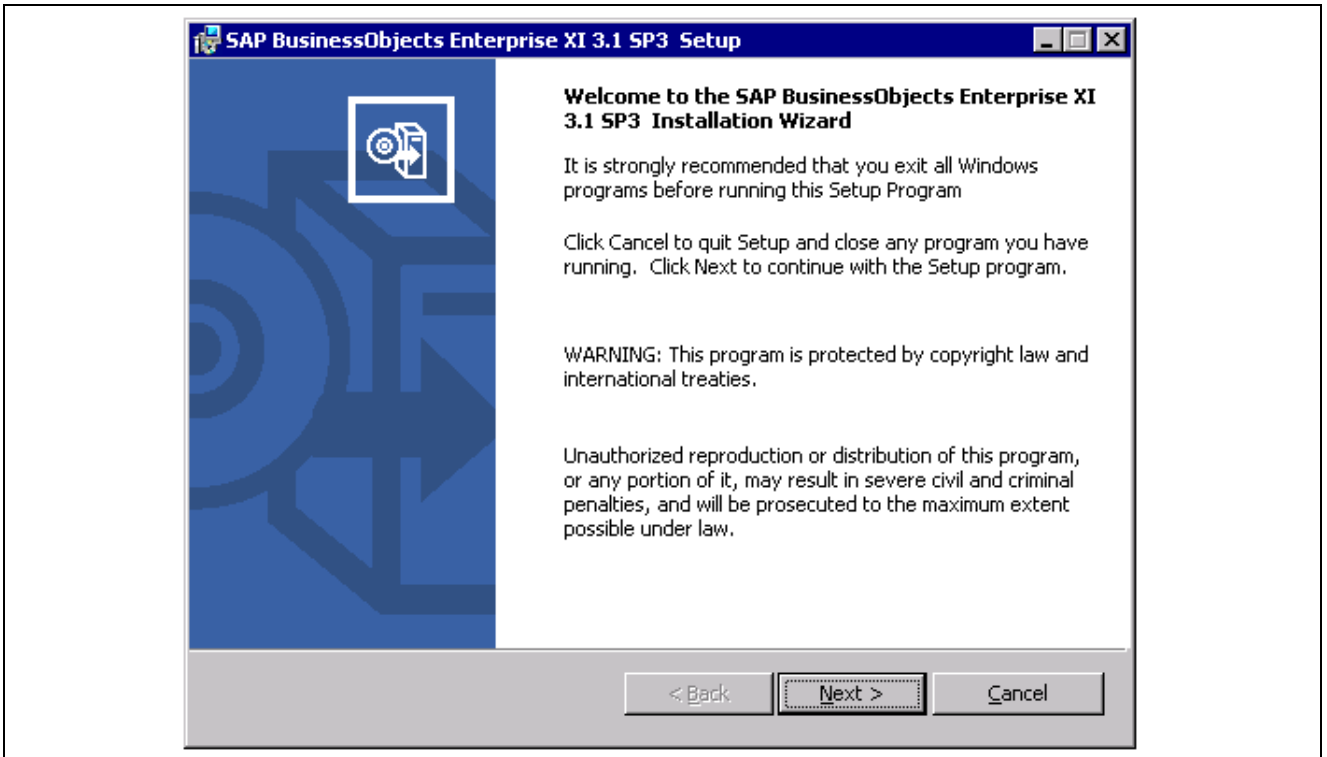 SAP BusinessObjects Enterprise XI 3.1 SP3  Setup
Welcome to the SAP BusinessObjects Enterprise XI
3.1 SP3  Installation Wizard
It is strongly recommended that you exit all Windows
programs before running this Setup Program
Click Cancel to quit Setup and close any program you have
running.  Click Next to continue with the Setup program.
WARNING: This program is protected by copyright law and
international treaties.
Unauthorized reproduction or distribution of this program,
or any portion of it, may result in severe civil and criminal
penalties, and will be prosecuted to the maximum extent
possible under law.
< Back
Next >
Cancel